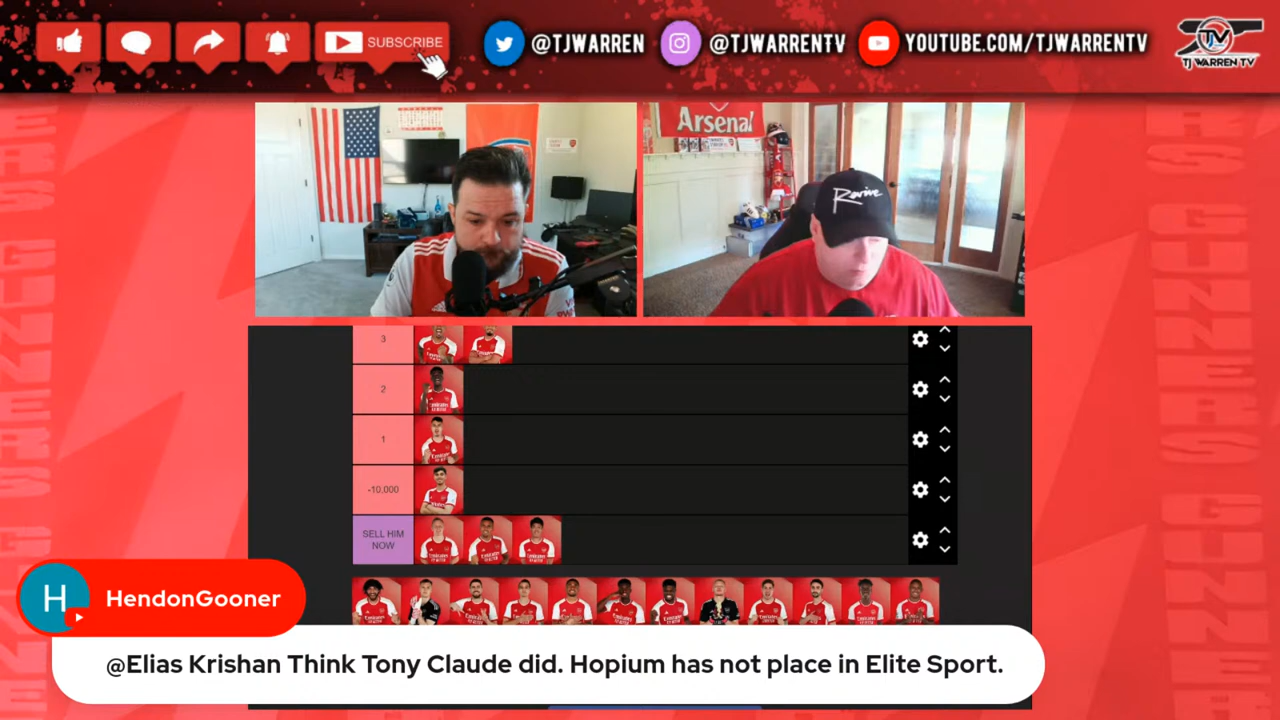 SUBSCRIBE
@TJWARREN
@TJWARRENTV
YOUTUBE.COM/TJWARRENTV
TV
TJ WARREN TV
Arsenal
Revive
3
2
1
-10,000
SELL HIM
NOW
H
HendonGooner
@Elias Krishan Think Tony Claude did. Hopium has not place in Elite Sport.